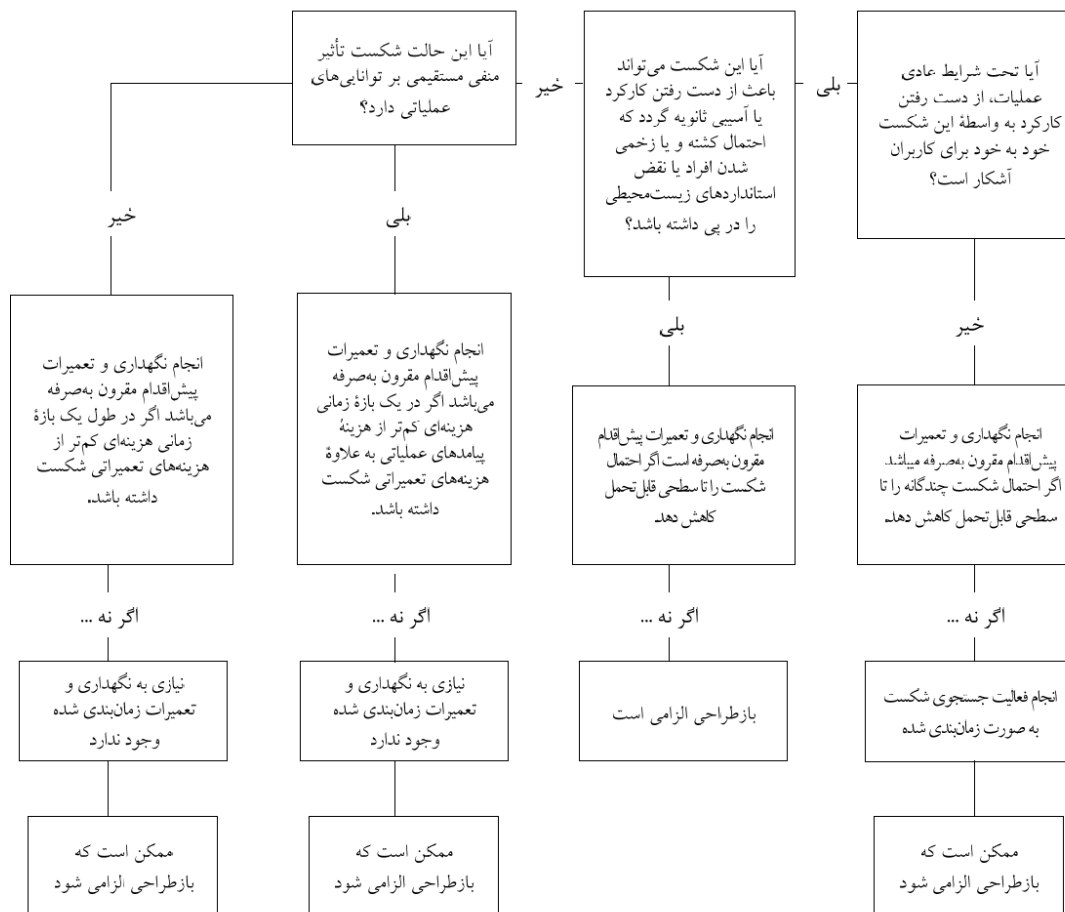 آیا تحت شرایط عادی
عملیات، از دست رفتن
کارکرد به واسطهٔ این شکست
خود به خود برای کاربران
آشکار است؟
بلی
آیا این شکست می‌تواند
باعث از دست رفتن کارکرد
یا آسیبی ثانویه گردد که
احتمال کشته و یا زخمی
شدن افراد یا نقض
استانداردهای زیست‌محیطی
را در پی داشته باشد؟
خیر
آیا این حالت شکست تأثیر
منفی مستقیمی بر توانایی‌های
عملیاتی دارد؟
خیر
بلی
بلی
خیر
انجام نگهداری و تعمیرات
پیش‌اقدام مقرون به‌صرفه میباشد
اگر احتمال شکست چندگانه را تا
سطحی قابل‌تحمل کاهش دهد.
انجام نگهداری و تعمیرات پیش‌اقدام
مقرون به‌صرفه است اگر احتمال
شکست را تا سطحی قابل‌تحمل
کاهش دهد.
انجام نگهداری و تعمیرات
پیش‌اقدام مقرون به‌صرفه
می‌باشد اگر در یک بازهٔ زمانی
هزینه‌ای کم‌تر از هزینهٔ
پیامدهای عملیاتی به علاوهٔ
هزینه‌های تعمیراتی شکست
داشته باشد.
انجام نگهداری و تعمیرات
پیش‌اقدام مقرون به‌صرفه
می‌باشد اگر در طول یک بازهٔ
زمانی هزینه‌ای کم‌تر از
هزینه‌های تعمیراتی شکست
داشته باشد.
اگر نه ...
اگر نه ...
اگر نه ...
اگر نه ...
انجام فعالیت جستجوی شکست
به صورت زمان‌بندی شده
بازطراحی الزامی است
نیازی به نگهداری و
تعمیرات زمان‌بندی شده
وجود ندارد
نیازی به نگهداری و
تعمیرات زمان‌بندی شده
وجود ندارد
ممکن است که
بازطراحی الزامی شود
ممکن است که
بازطراحی الزامی شود
ممکن است که
بازطراحی الزامی شود